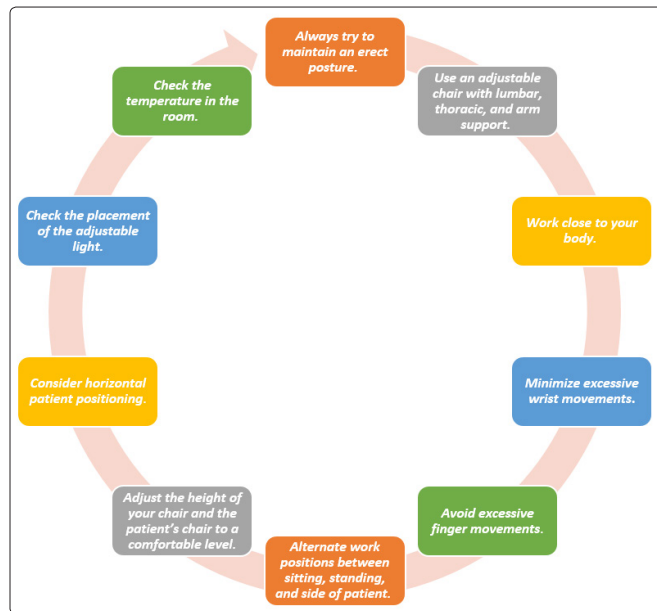 Always try to
maintain an erect
posture.
Use an adjustable
chair with lumbar,
thoracic, and arm
support.
Work close to your
body.
Minimize excessive
wrist movements.
Avoid excessive
finger movements.
Alternate work
positions between
sitting, standing,
and side of patient.
Adjust the height of
your chair and the
patient's chair to a
comfortable level.
Consider horizontal
patient positioning.
Check the placement
of the adjustable
light.
Check the
temperature in the
room.